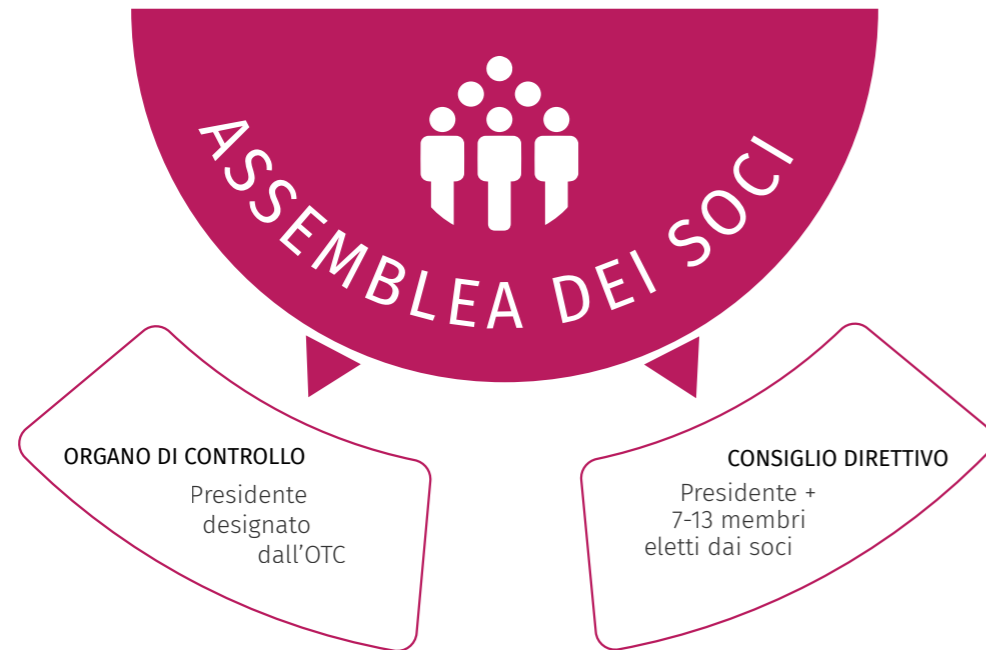 ASSEMBLEA DEI SOCI
ORGANO DI CONTROLLO
Presidente
designato
dall’OTC
CONSIGLIO DIRETTIVO
Presidente +
7-13 membri
eletti dai soci